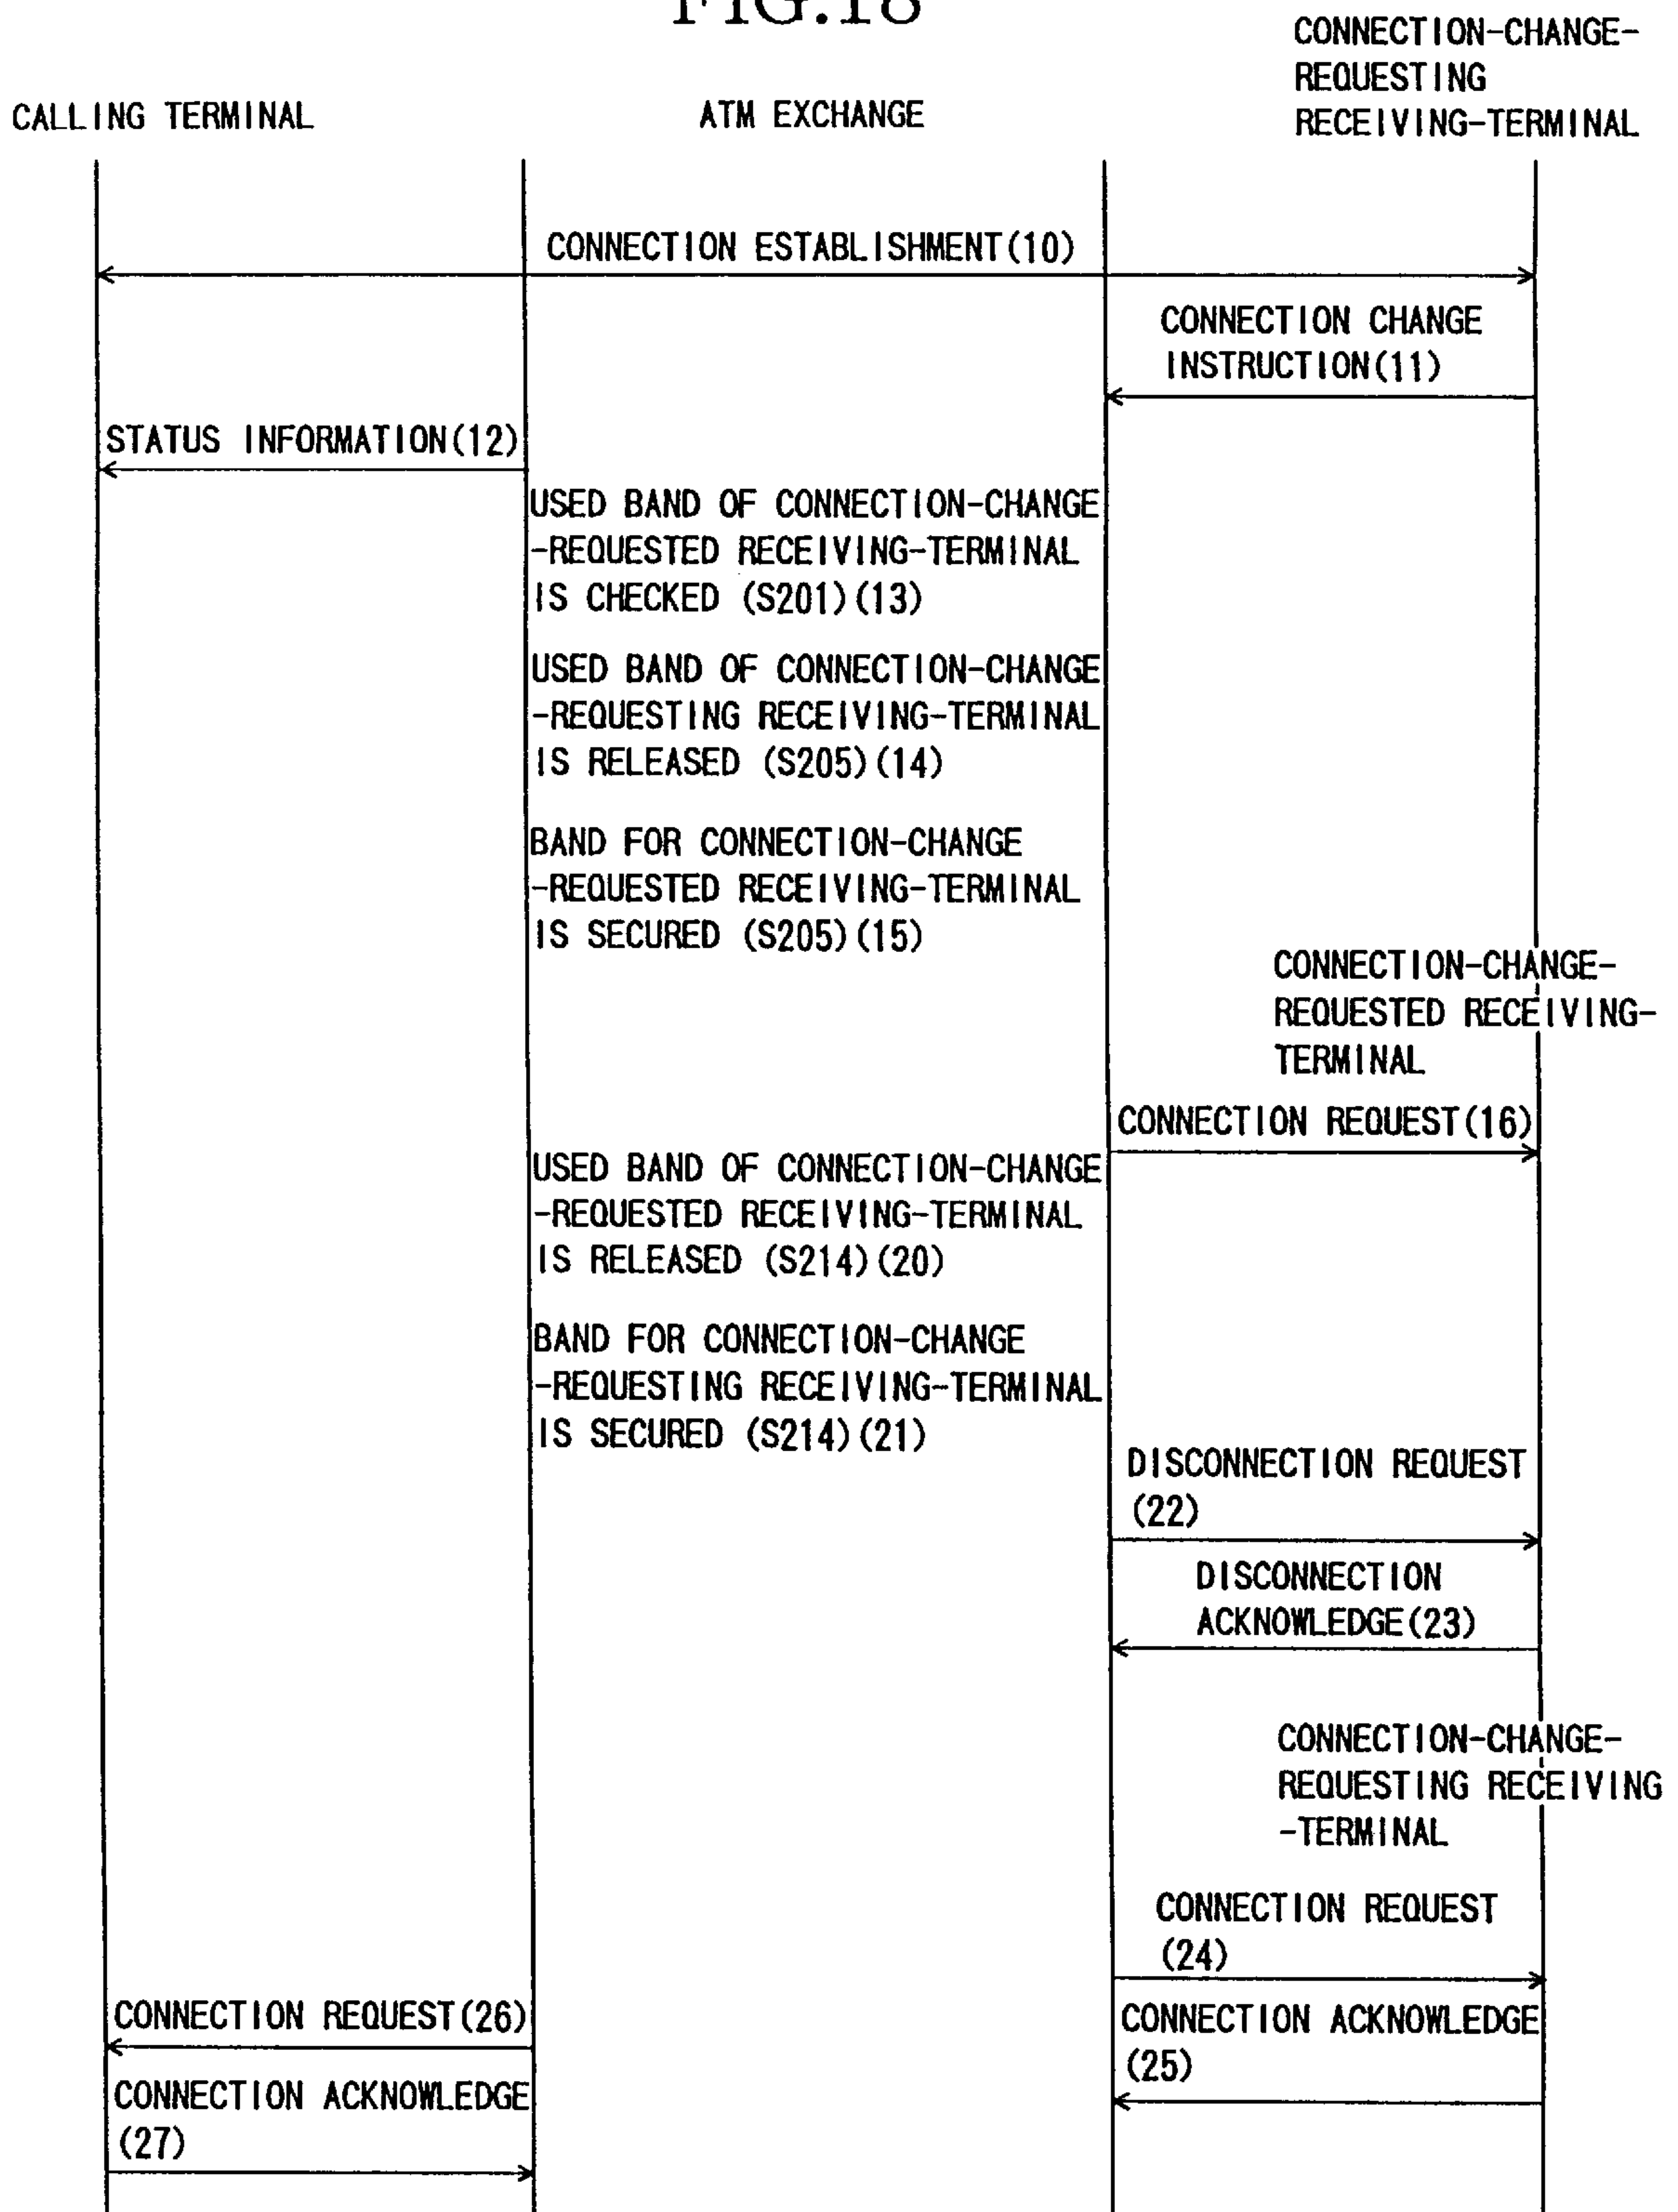 FIG.18
CONNECTION-CHANGE-
REQUESTING
RECEIVING-TERMINAL
CALLING TERMINAL
ATM EXCHANGE
CONNECTION ESTABLISHMENT(10)
CONNECTION CHANGE
INSTRUCTION(11)
STATUS INFORMATION(12)
USED BAND OF CONNECTION-CHANGE
-REQUESTED RECEIVING-TERMINAL
IS CHECKED (S201)(13)
USED BAND OF CONNECTION-CHANGE
-REQUESTING RECEIVING-TERMINAL
IS RELEASED (S205)(14)
BAND FOR CONNECTION-CHANGE
-REQUESTED RECEIVING-TERMINAL
IS SECURED (S205)(15)
CONNECTION-CHANGE-
REQUESTED RECEIVING-
TERMINAL
CONNECTION REQUEST(16)
USED BAND OF CONNECTION-CHANGE
-REQUESTED RECEIVING-TERMINAL
IS RELEASED (S214)(20)
BAND FOR CONNECTION-CHANGE
-REQUESTING RECEIVING-TERMINAL
IS SECURED (S214)(21)
DISCONNECTION REQUEST
(22)
DISCONNECTION
ACKNOWLEDGE(23)
CONNECTION-CHANGE-
REQUESTING RECEIVING
-TERMINAL
CONNECTION REQUEST
(24)
CONNECTION REQUEST(26)
CONNECTION ACKNOWLEDGE
(25)
CONNECTION ACKNOWLEDGE
(27)